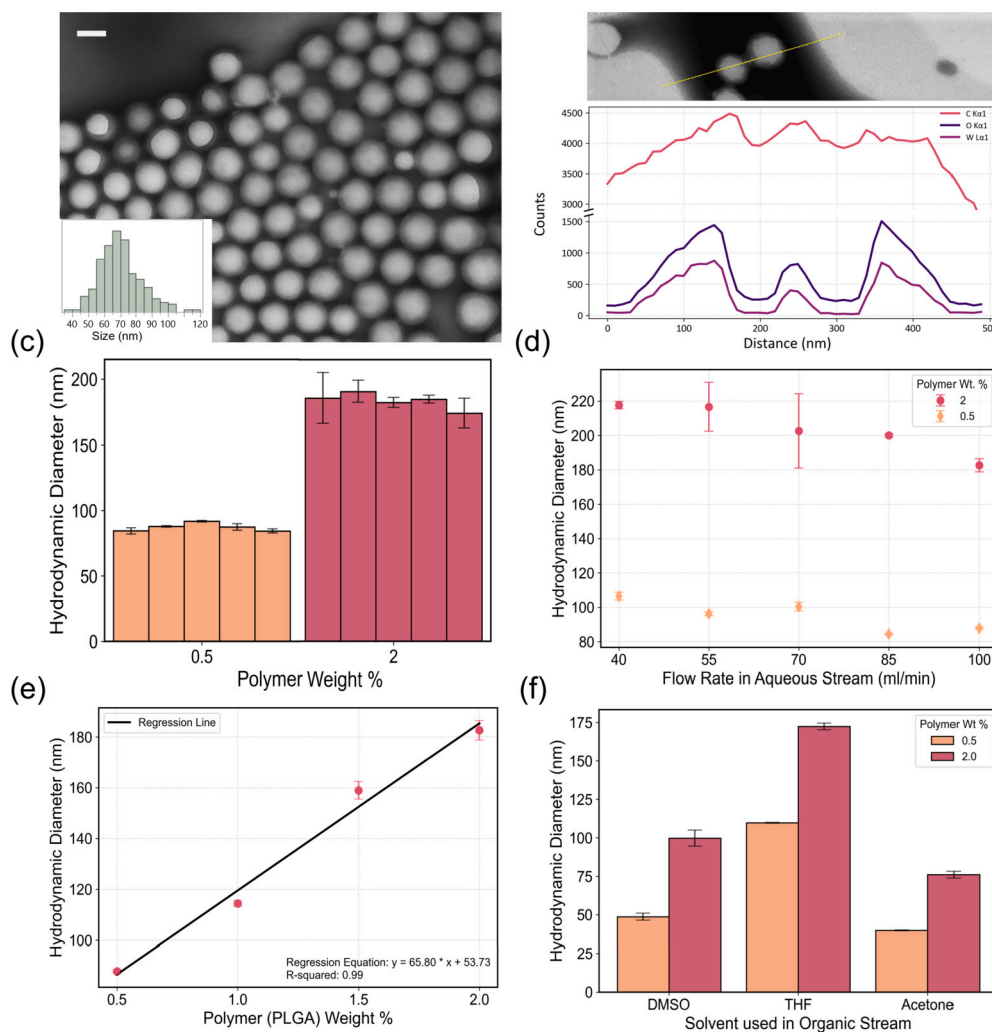 40 50 60 70 80 90 100 120
Size (nm)
C Kα1
O Kα1
W Lα1
4500
4000
3500
3000
1500
1000
500
0
Counts
0 100 200 300 400 500
Distance (nm)
(c)
200
150
100
50
0
Hydrodynamic Diameter (nm)
0.5 2
Polymer Weight %
(d)
Polymer Wt. %
2
0.5
220
200
180
160
140
120
100
80
Hydrodynamic Diameter (nm)
40 55 70 85 100
Flow Rate in Aqueous Stream (ml/min)
(e)
Regression Line
180
160
140
120
100
Hydrodynamic Diameter (nm)
Regression Equation: y = 65.80 * x + 53.73
R-squared: 0.99
0.5 1.0 1.5 2.0
Polymer (PLGA) Weight %
(f)
Polymer Wt %
0.5
2.0
175
150
125
100
75
50
25
0
Hydrodynamic Diameter (nm)
DMSO THF Acetone
Solvent used in Organic Stream